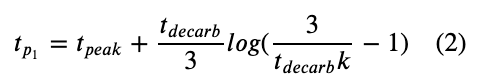 t_{p_1} = t_{peak} + \frac{t_{decarb}}{3} log(\frac{3}{t_{decarb}k} - 1) (2)